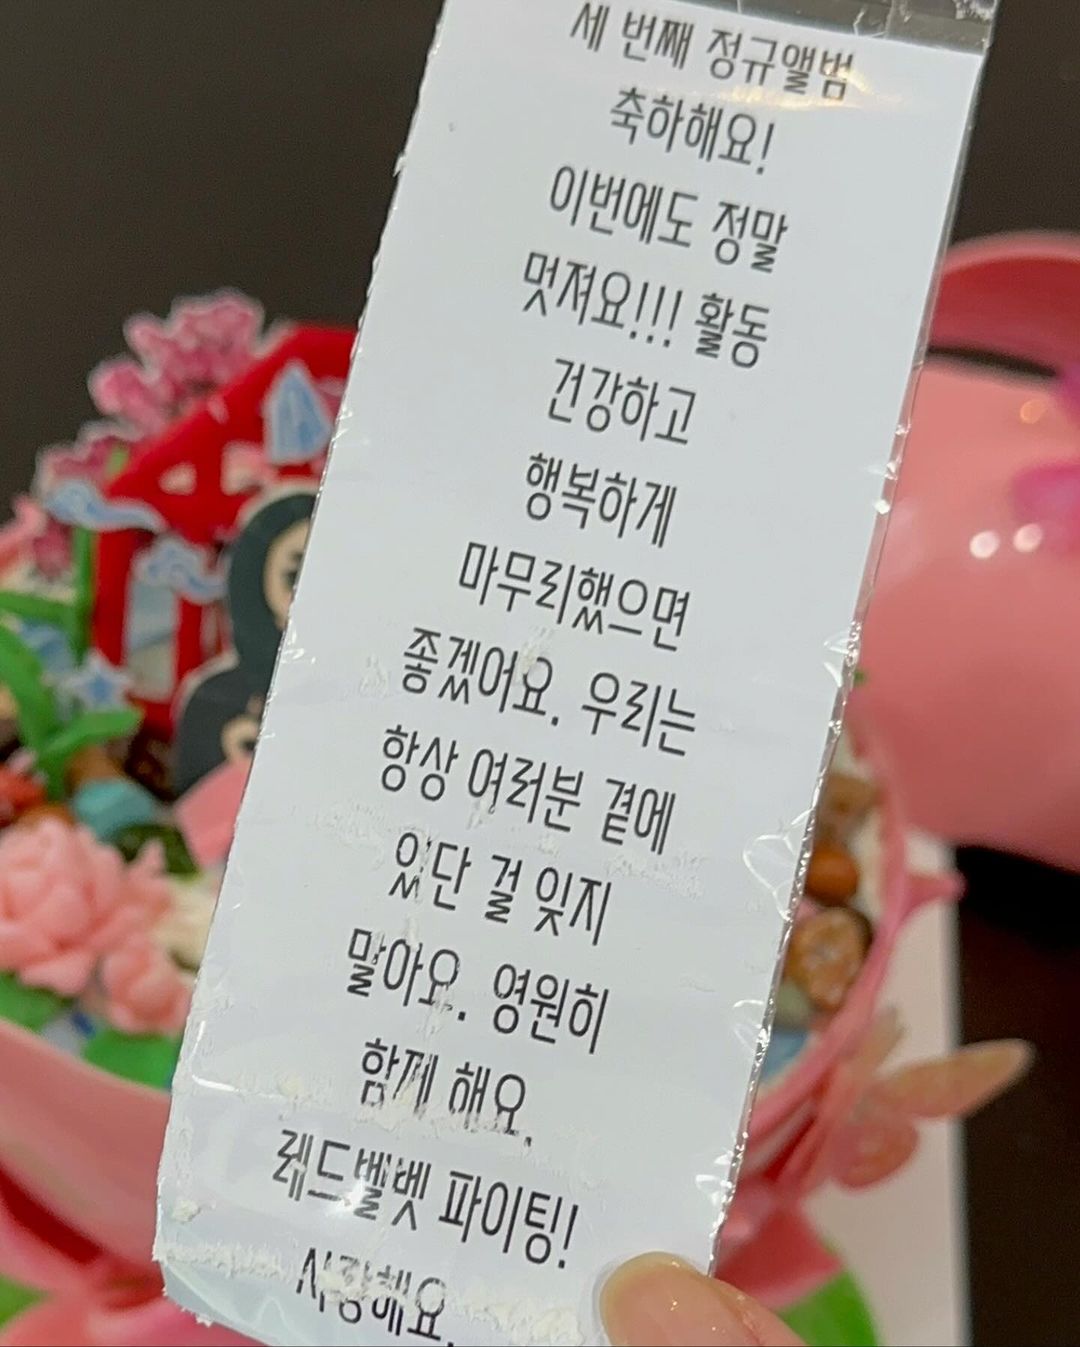 세 번째 정규앨범
축하해요!
이번에도 정말
멋져요!!! 활동
건강하고
행복하게
마무리했으면
좋겠어요. 우리는
항상 여러분 곁에
있단 걸 잊지
말아요. 영원히
함께 해요.
레드벨벳 파이팅!
사랑해요.